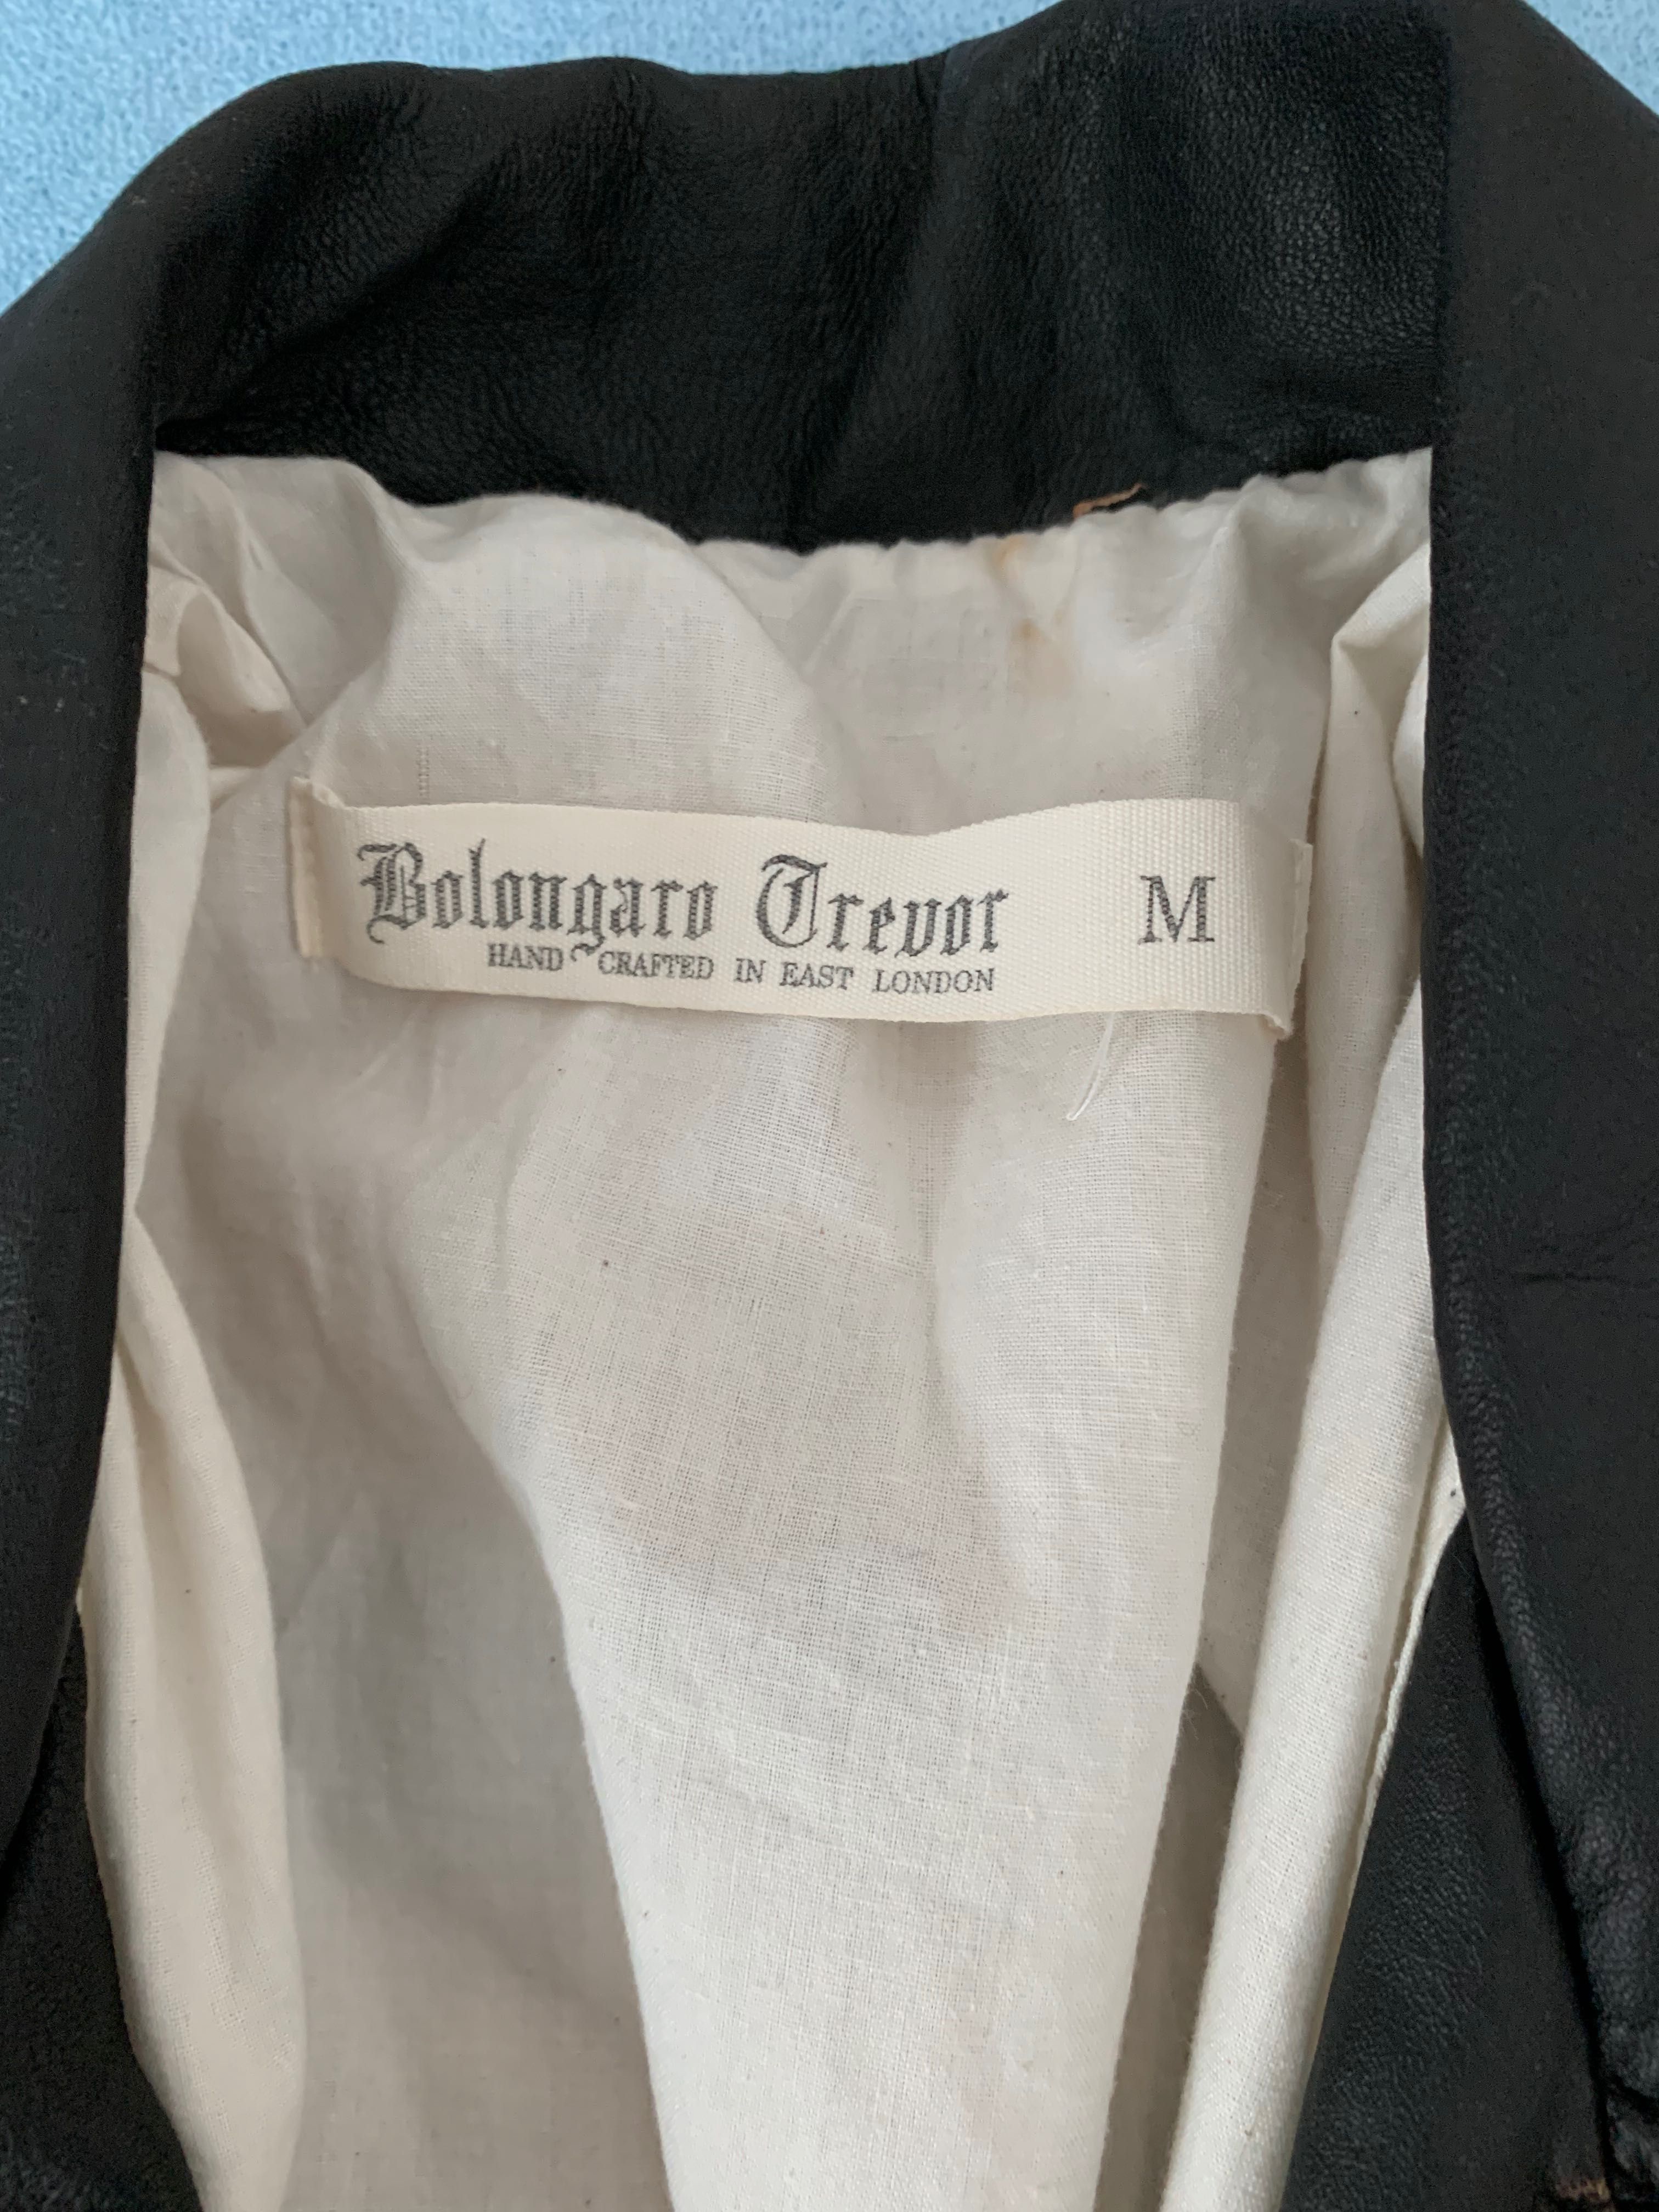 Bolongaro Trevor M
HAND CRAFTED IN EAST LONDON